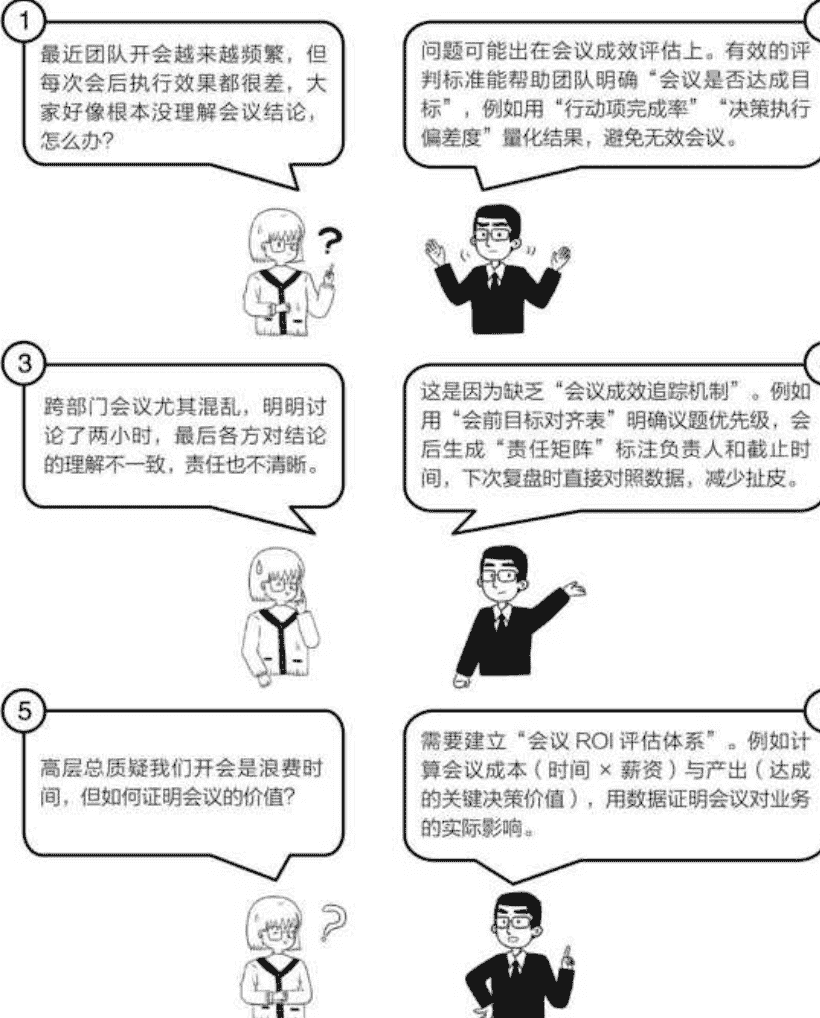 1
最近团队开会越来越频繁，但
每次会后执行效果都很差，大
家好像根本没理解会议结论，
怎么办？
问题可能出在会议成效评估上。有效的评
判标准能帮助团队明确“会议是否达成目
标”，例如用“行动项完成率”“决策执行
偏差度”量化结果，避免无效会议。
?
3
跨部门会议尤其混乱，明明讨
论了两小时，最后各方对结论
的理解不一致，责任也不清晰。
这是因为缺乏“会议成效追踪机制”。例如
用“会前目标对齐表”明确议题优先级，会
后生成“责任矩阵”标注负责人和截止时
间，下次复盘时直接对照数据，减少扯皮。
5
高层总质疑我们开会是浪费时
间，但如何证明会议的价值？
需要建立“会议 ROI 评估体系”。例如计
算会议成本（时间 × 薪资）与产出（达成
的关键决策价值），用数据证明会议对业务
的实际影响。
?